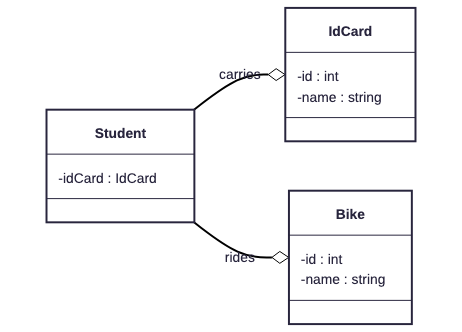 IdCard
-id : int
-name : string
carries
Student
-idCard : IdCard
rides
Bike
-id : int
-name : string